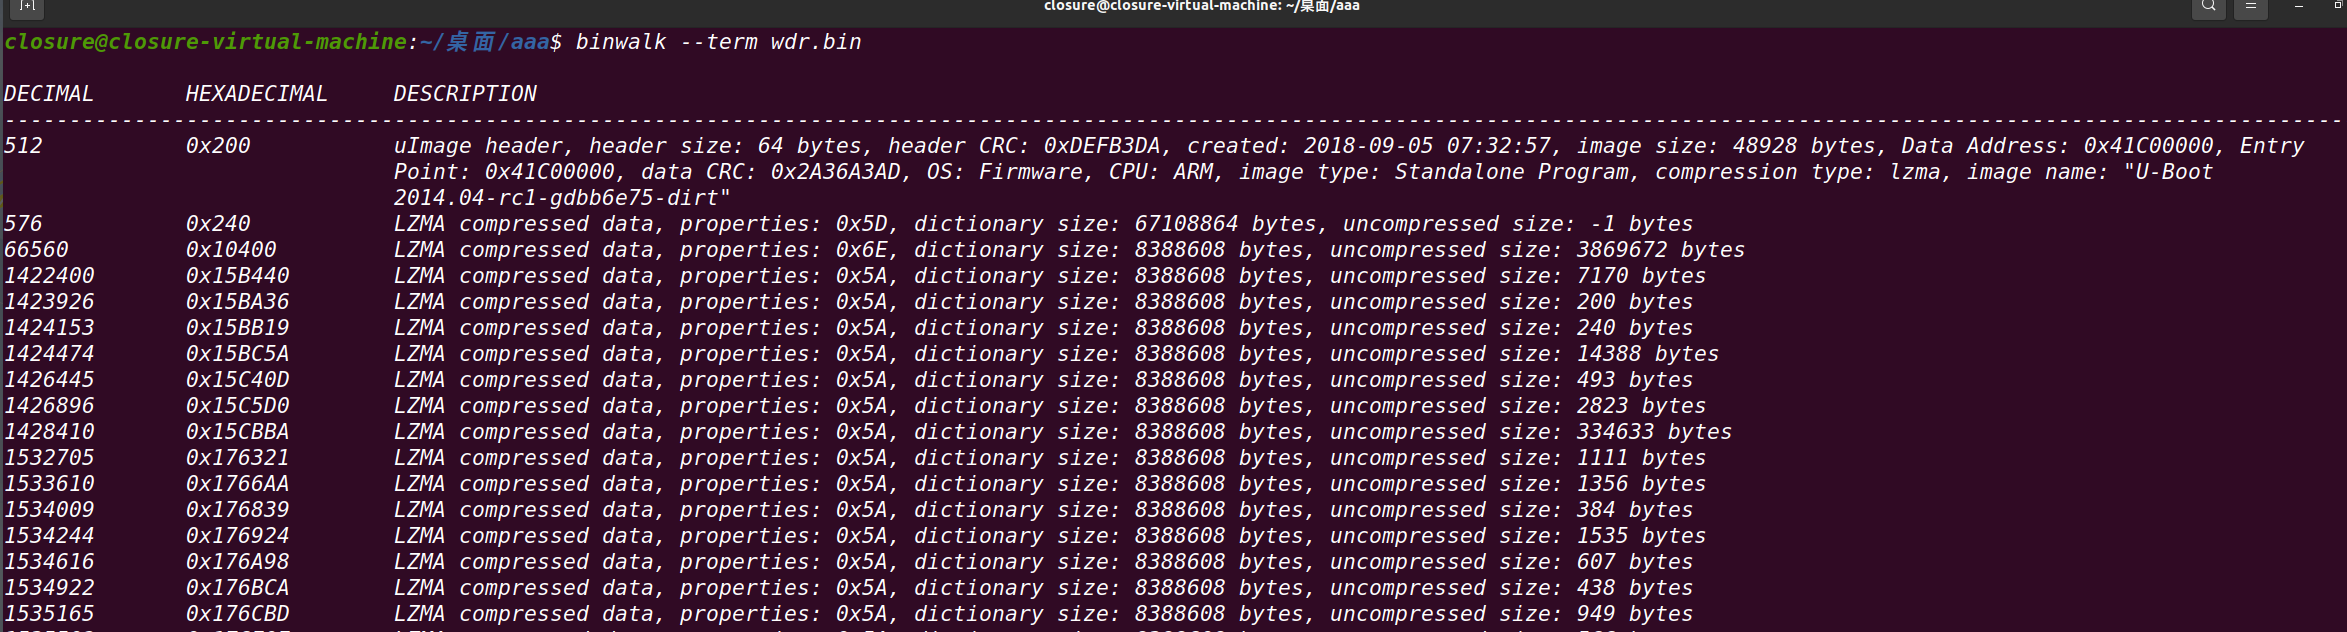 closure@closure-virtual-machine: ~/桌面/aaa
closure@closure-virtual-machine:~/桌面/aaa$ binwalk --term wdr.bin
DECIMAL HEXADECIMAL DESCRIPTION
--------------------------------------------------------------------------------
512 0x200 uImage header, header size: 64 bytes, header CRC: 0xDEFB3DA, created: 2018-09-05 07:32:57, image size: 48928 bytes, Data Address: 0x41C00000, Entry
Point: 0x41C00000, data CRC: 0x2A36A3AD, OS: Firmware, CPU: ARM, image type: Standalone Program, compression type: lzma, image name: "U-Boot
2014.04-rc1-gdbb6e75-dirt"
576 0x240 LZMA compressed data, properties: 0x5D, dictionary size: 67108864 bytes, uncompressed size: -1 bytes
66560 0x10400 LZMA compressed data, properties: 0x6E, dictionary size: 8388608 bytes, uncompressed size: 3869672 bytes
1422400 0x15B440 LZMA compressed data, properties: 0x5A, dictionary size: 8388608 bytes, uncompressed size: 7170 bytes
1423926 0x15BA36 LZMA compressed data, properties: 0x5A, dictionary size: 8388608 bytes, uncompressed size: 200 bytes
1424153 0x15BB19 LZMA compressed data, properties: 0x5A, dictionary size: 8388608 bytes, uncompressed size: 240 bytes
1424474 0x15BC5A LZMA compressed data, properties: 0x5A, dictionary size: 8388608 bytes, uncompressed size: 14388 bytes
1426445 0x15C40D LZMA compressed data, properties: 0x5A, dictionary size: 8388608 bytes, uncompressed size: 493 bytes
1426896 0x15C5D0 LZMA compressed data, properties: 0x5A, dictionary size: 8388608 bytes, uncompressed size: 2823 bytes
1428410 0x15CBBA LZMA compressed data, properties: 0x5A, dictionary size: 8388608 bytes, uncompressed size: 334633 bytes
1532705 0x176321 LZMA compressed data, properties: 0x5A, dictionary size: 8388608 bytes, uncompressed size: 1111 bytes
1533610 0x1766AA LZMA compressed data, properties: 0x5A, dictionary size: 8388608 bytes, uncompressed size: 1356 bytes
1534009 0x176839 LZMA compressed data, properties: 0x5A, dictionary size: 8388608 bytes, uncompressed size: 384 bytes
1534244 0x176924 LZMA compressed data, properties: 0x5A, dictionary size: 8388608 bytes, uncompressed size: 1535 bytes
1534616 0x176A98 LZMA compressed data, properties: 0x5A, dictionary size: 8388608 bytes, uncompressed size: 607 bytes
1534922 0x176BCA LZMA compressed data, properties: 0x5A, dictionary size: 8388608 bytes, uncompressed size: 438 bytes
1535165 0x176CBD LZMA compressed data, properties: 0x5A, dictionary size: 8388608 bytes, uncompressed size: 949 bytes